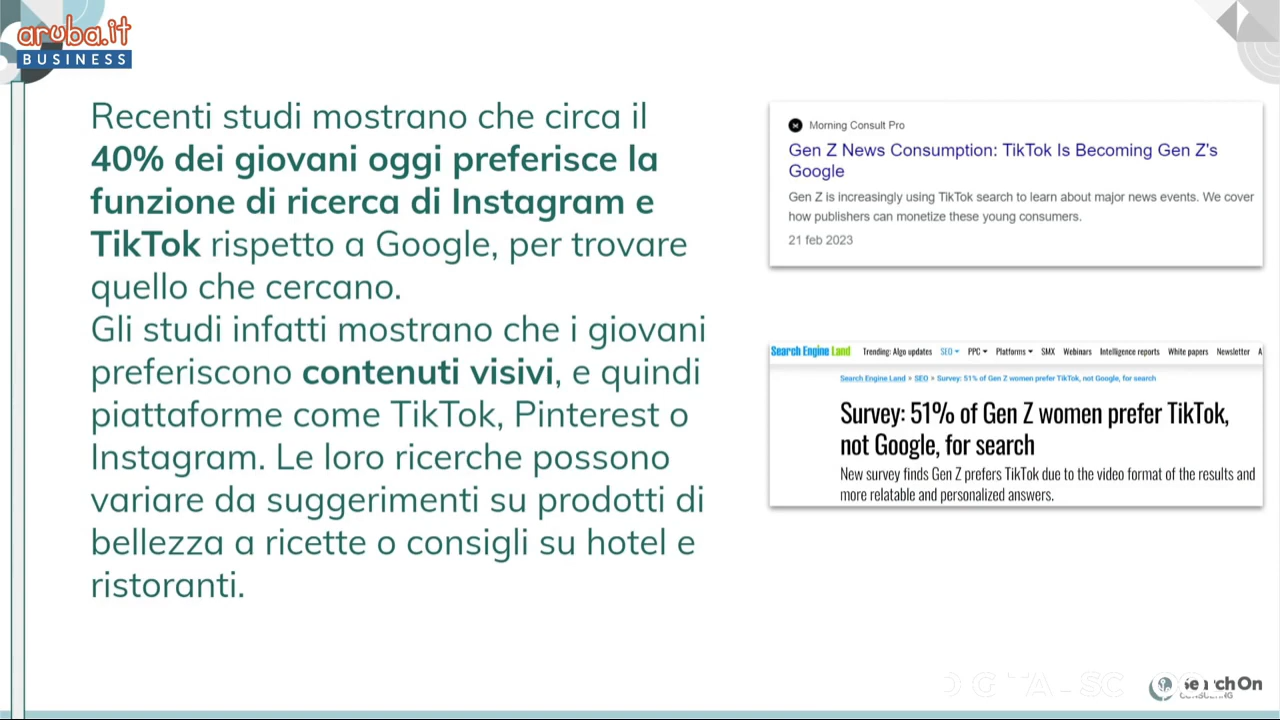 aruba.it
BUSINESS
Recenti studi mostrano che circa il
40% dei giovani oggi preferisce la
funzione di ricerca di Instagram e
TikTok rispetto a Google, per trovare
quello che cercano.
Gli studi infatti mostrano che i giovani
preferiscono contenuti visivi, e quindi
piattaforme come TikTok, Pinterest o
Instagram. Le loro ricerche possono
variare da suggerimenti su prodotti di
bellezza a ricette o consigli su hotel e
ristoranti.
Morning Consult Pro
Gen Z News Consumption: TikTok Is Becoming Gen Z's
Google
Gen Z is increasingly using TikTok search to learn about major news events. We cover
how publishers can monetize these young consumers.
21 feb 2023
Search Engine Land Trending: Algo updates SEO PPC Platforms SMX Webinars Intelligence reports White papers Newsletter A
Search Engine Land » SEO » Survey: 51% of Gen Z women prefer TikTok, not Google, for search
Survey: 51% of Gen Z women prefer TikTok,
not Google, for search
New survey finds Gen Z prefers TikTok due to the video format of the results and
more relatable and personalized answers.
SearchOn
CONSULTING